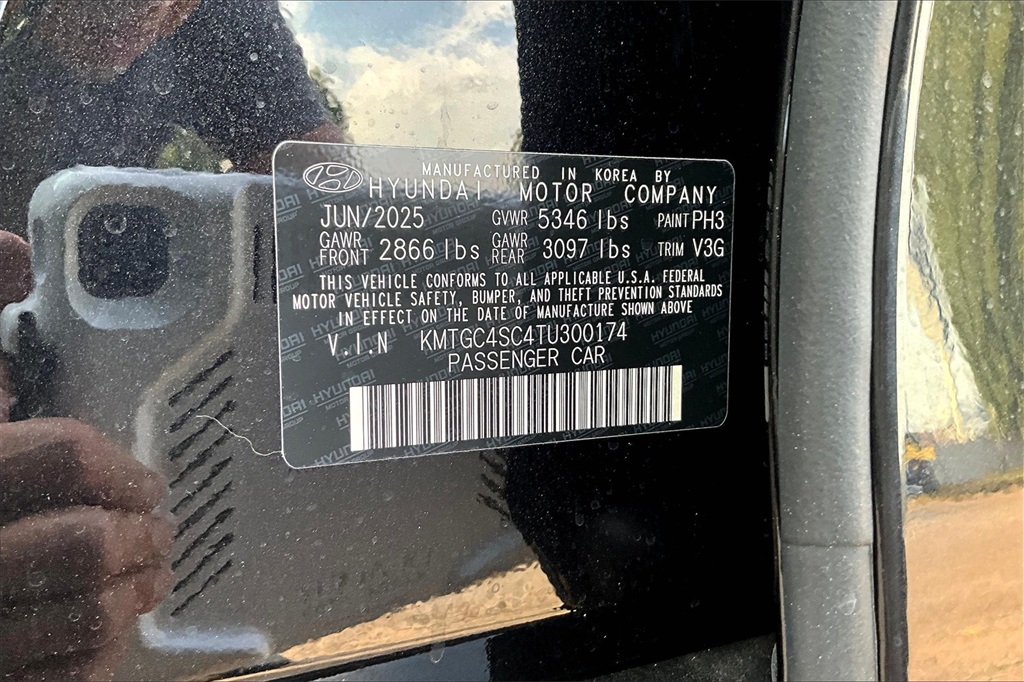 MANUFACTURED IN KOREA BY
HYUNDAI MOTOR COMPANY
JUN/2025 GVWR 5346 lbs PAINT PH3
GAWR FRONT 2866 lbs GAWR REAR 3097 lbs TRIM V3G
THIS VEHICLE CONFORMS TO ALL APPLICABLE U.S.A. FEDERAL
MOTOR VEHICLE SAFETY, BUMPER, AND THEFT PREVENTION STANDARDS
IN EFFECT ON THE DATE OF MANUFACTURE SHOWN ABOVE
V.I.N KMTGC4SC4TU300174
PASSENGER CAR